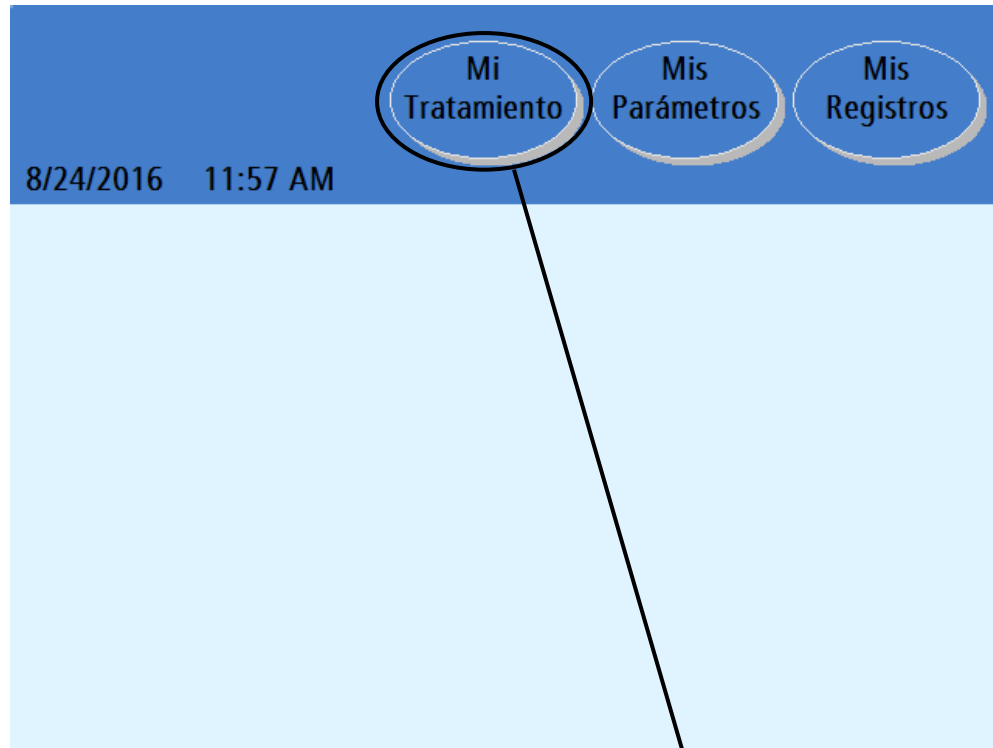 Mi
Tratamiento
Mis
Parámetros
Mis
Registros
8/24/2016 11:57 AM